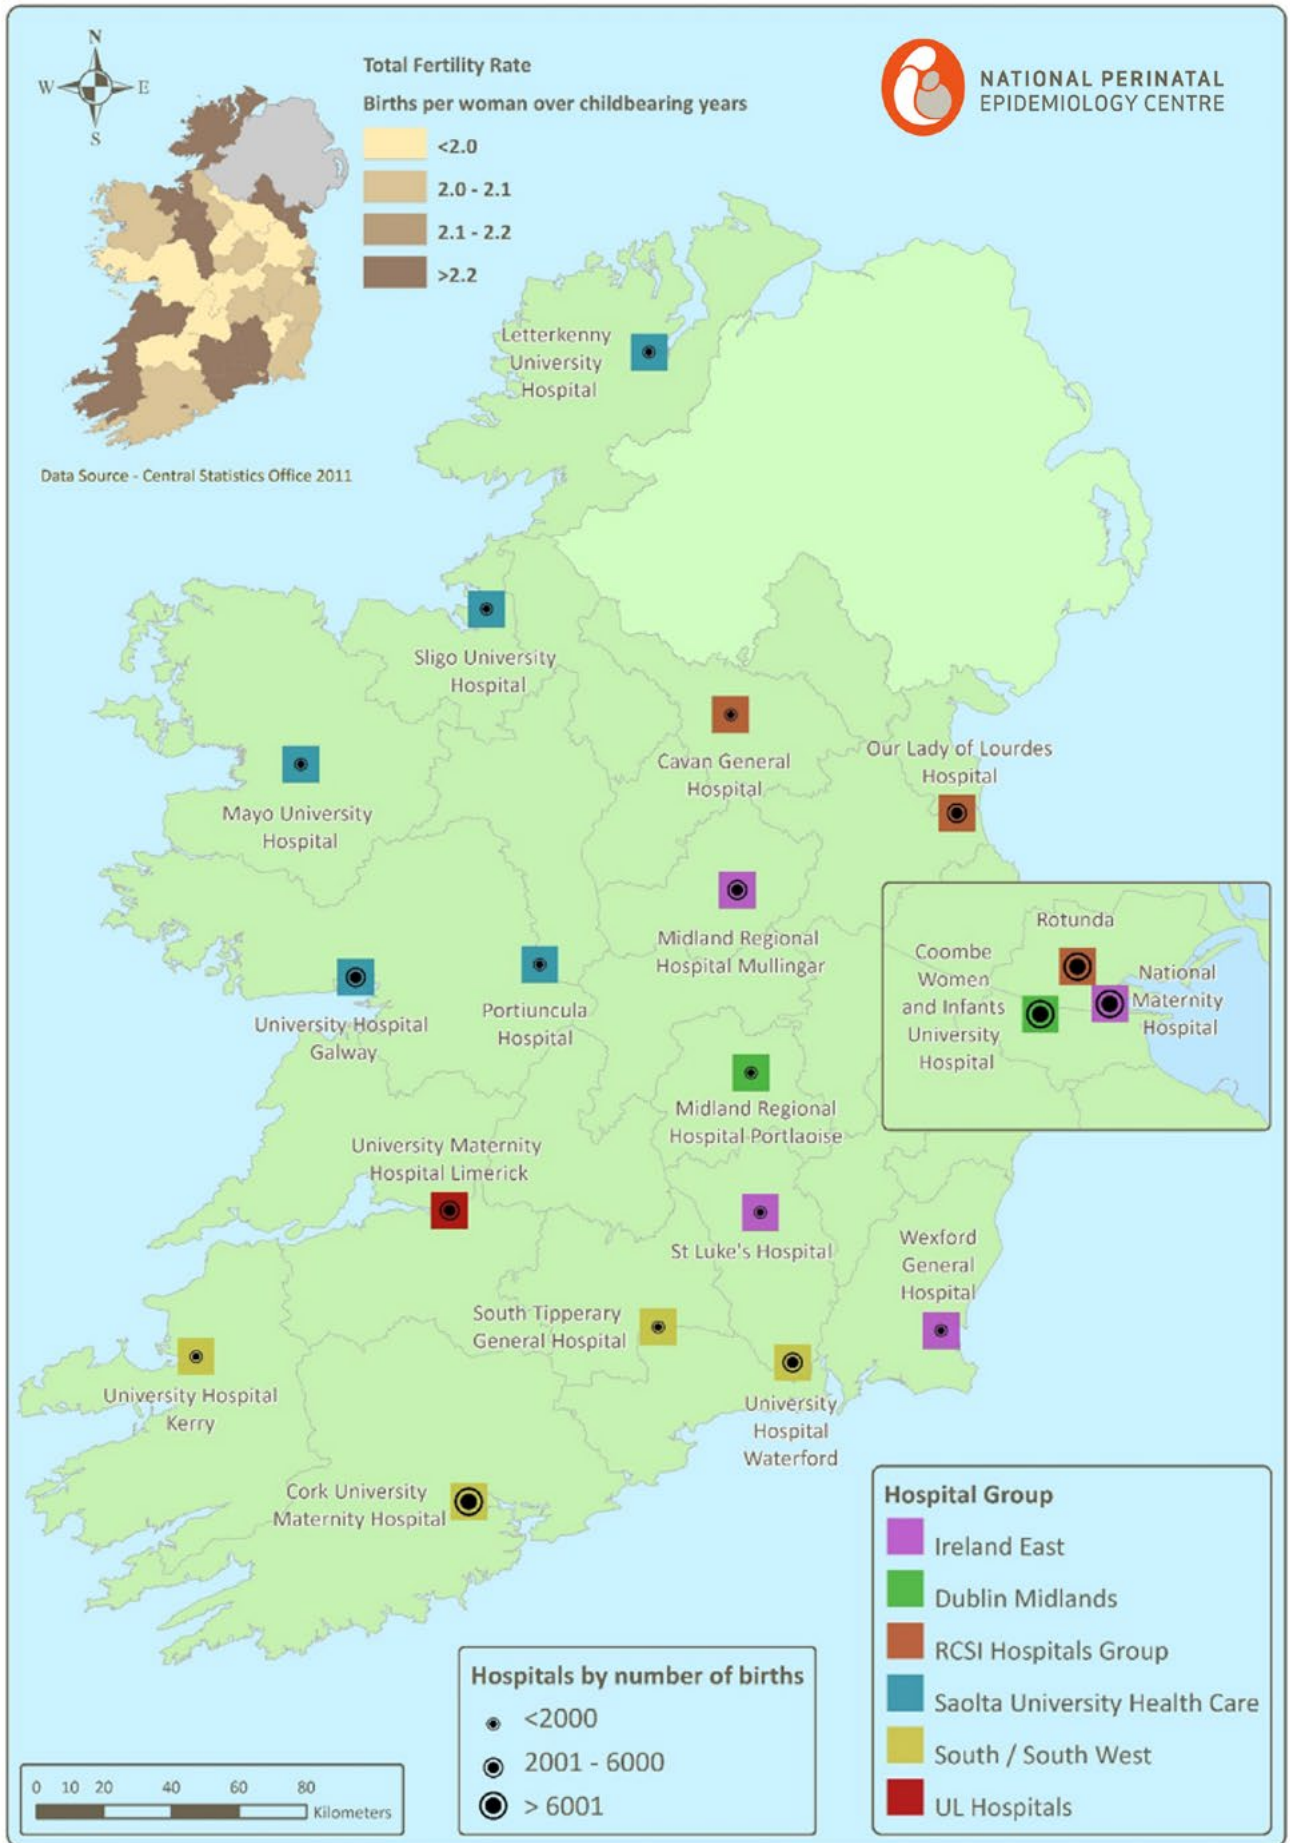 N
W
E
S
Total Fertility Rate
Births per woman over childbearing years
<2.0
2.0 - 2.1
2.1 - 2.2
>2.2
Data Source - Central Statistics Office 2011
NATIONAL PERINATAL
EPIDEMIOLOGY CENTRE
Letterkenny
University
Hospital
Sligo University
Hospital
Cavan General
Hospital
Our Lady of Lourdes
Hospital
Mayo University
Hospital
Midland Regional
Hospital Mullingar
Rotunda
Coombe
Women
and Infants
University
Hospital
National
Maternity
Hospital
University Hospital
Galway
Portiuncula
Hospital
Midland Regional
Hospital Portlaoise
University Maternity
Hospital Limerick
St Luke's Hospital
Wexford
General
Hospital
South Tipperary
General Hospital
University Hospital
Kerry
University
Hospital
Waterford
Cork University
Maternity Hospital
Hospital Group
Ireland East
Dublin Midlands
RCSI Hospitals Group
Saolta University Health Care
South / South West
UL Hospitals
Hospitals by number of births
<2000
2001 - 6000
> 6001
0 10 20 40 60 80
Kilometers